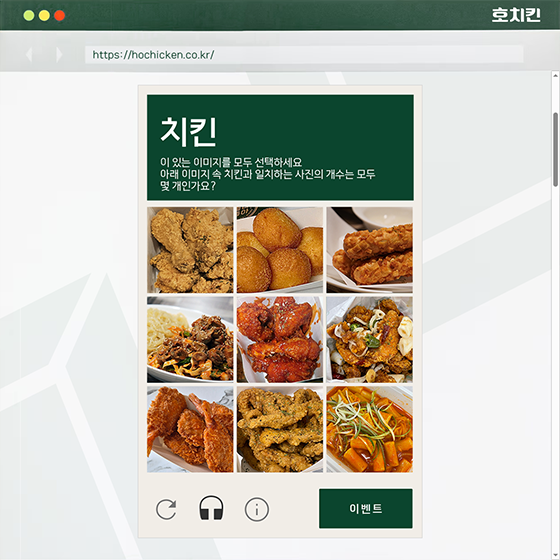 호치킨
https://hochicken.co.kr/
치킨
이 있는 이미지를 모두 선택하세요
아래 이미지 속 치킨과 일치하는 사진의 개수는 모두
몇 개인가요?
이벤트